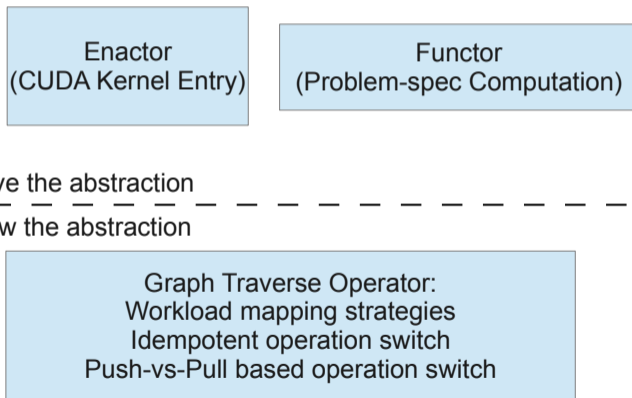 Enactor
(CUDA Kernel Entry)
Functor
(Problem-spec Computation)
ve the abstraction
w the abstraction
Graph Traverse Operator:
Workload mapping strategies
Idempotent operation switch
Push-vs-Pull based operation switch